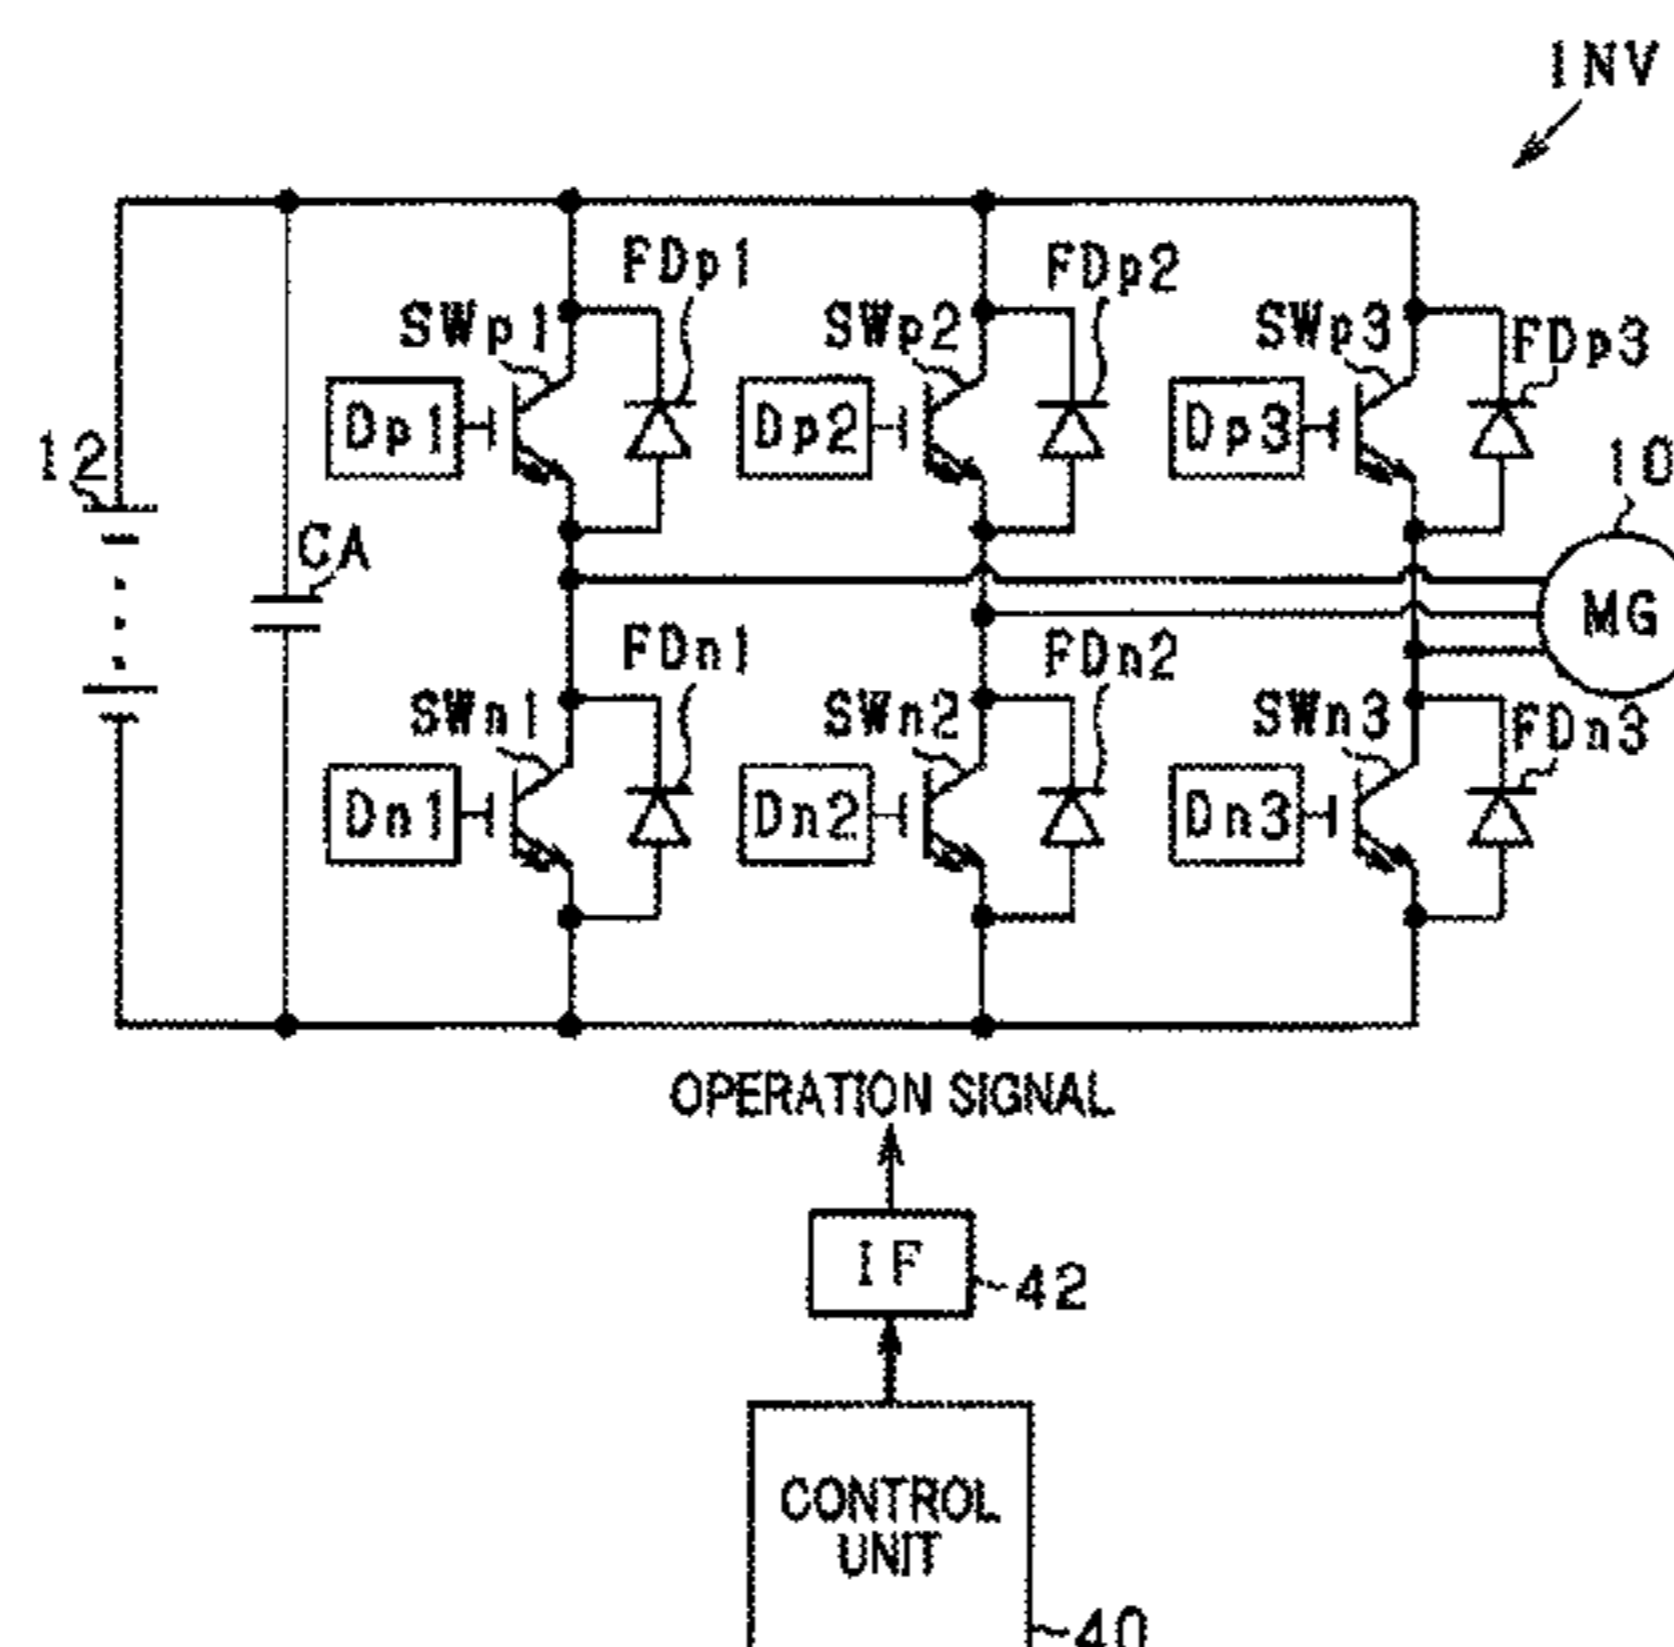 INV
FDp1
FDp2
SWp1
SWp2
SWp3
FDp3
Dp1
Dp2
Dp3
12
10
CA
MG
FDn1
FDn2
SWn1
SWn2
SWn3
FDn3
Dn1
Dn2
Dn3
OPERATION SIGNAL
IF
42
CONTROL
UNIT
40